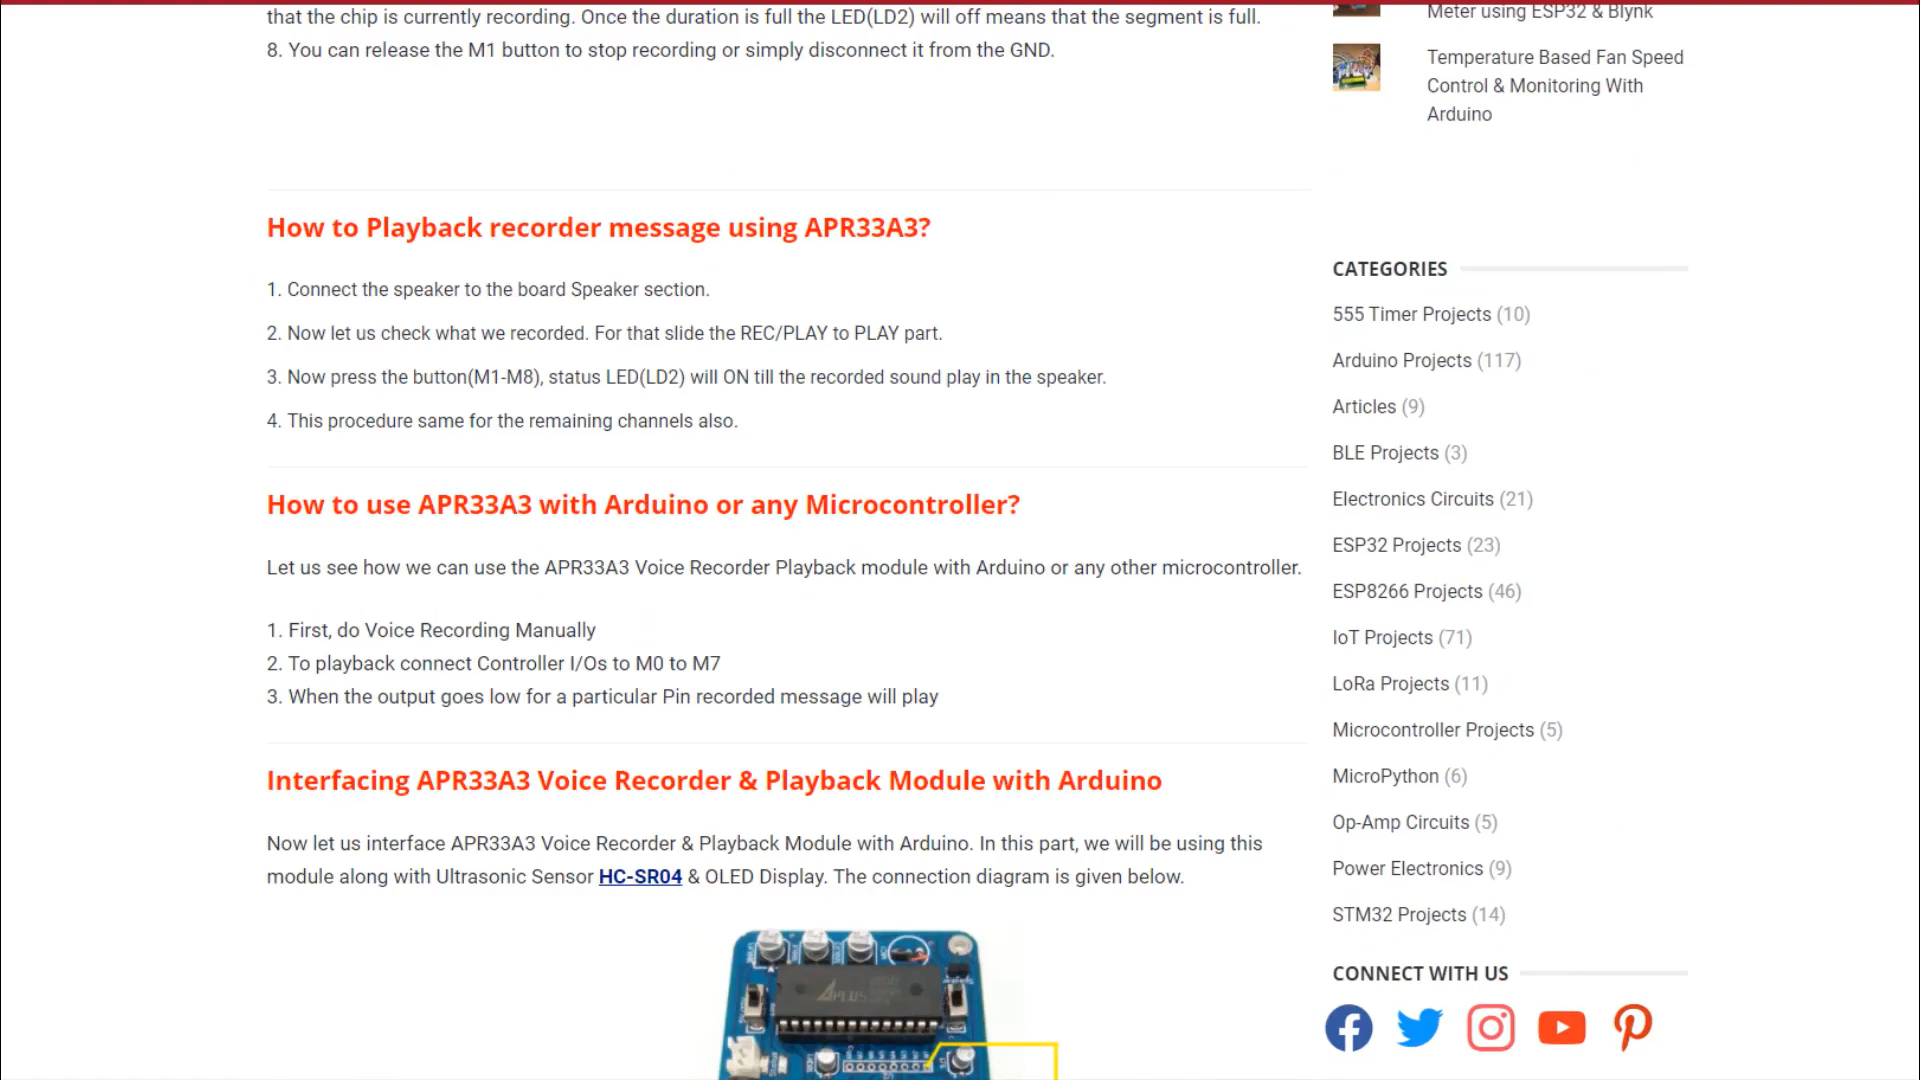 that the chip is currently recording. Once the duration is full the LED(LD2) will off means that the segment is full.
8. You can release the M1 button to stop recording or simply disconnect it from the GND.
How to Playback recorder message using APR33A3?
1. Connect the speaker to the board Speaker section.
2. Now let us check what we recorded. For that slide the REC/PLAY to PLAY part.
3. Now press the button(M1-M8), status LED(LD2) will ON till the recorded sound play in the speaker.
4. This procedure same for the remaining channels also.
How to use APR33A3 with Arduino or any Microcontroller?
Let us see how we can use the APR33A3 Voice Recorder Playback module with Arduino or any other microcontroller.
1. First, do Voice Recording Manually
2. To playback connect Controller I/Os to M0 to M7
3. When the output goes low for a particular Pin recorded message will play
Interfacing APR33A3 Voice Recorder & Playback Module with Arduino
Now let us interface APR33A3 Voice Recorder & Playback Module with Arduino. In this part, we will be using this
module along with Ultrasonic Sensor HC-SR04 & OLED Display. The connection diagram is given below.
APLUS
Meter using ESP32 & Blynk
Temperature Based Fan Speed
Control & Monitoring With
Arduino
CATEGORIES
555 Timer Projects (10)
Arduino Projects (117)
Articles (9)
BLE Projects (3)
Electronics Circuits (21)
ESP32 Projects (23)
ESP8266 Projects (46)
IoT Projects (71)
LoRa Projects (11)
Microcontroller Projects (5)
MicroPython (6)
Op-Amp Circuits (5)
Power Electronics (9)
STM32 Projects (14)
CONNECT WITH US